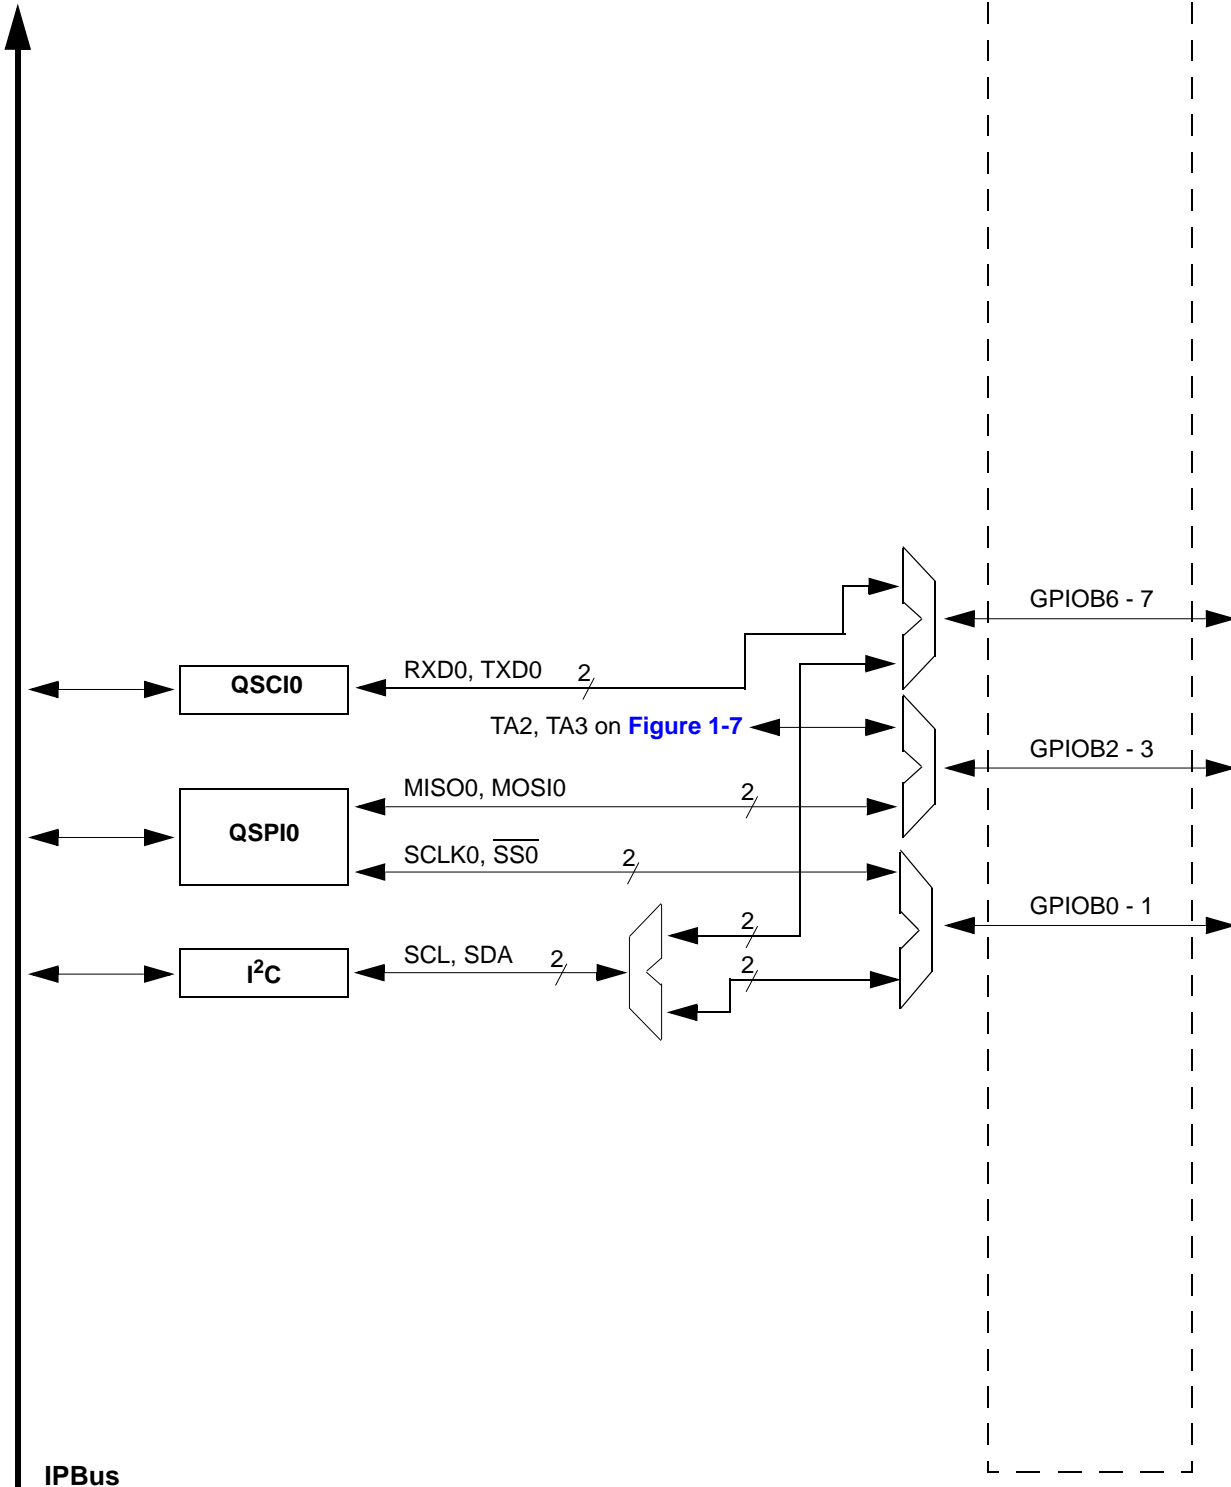 GPIOB6 - 7
RXD0, TXD0 2
QSCI0
TA2, TA3 on Figure 1-7
GPIOB2 - 3
MISO0, MOSI0 2
QSPI0
SCLK0, S̅S̅0̅ 2
GPIOB0 - 1
2
SCL, SDA 2
I²C
2
IPBus